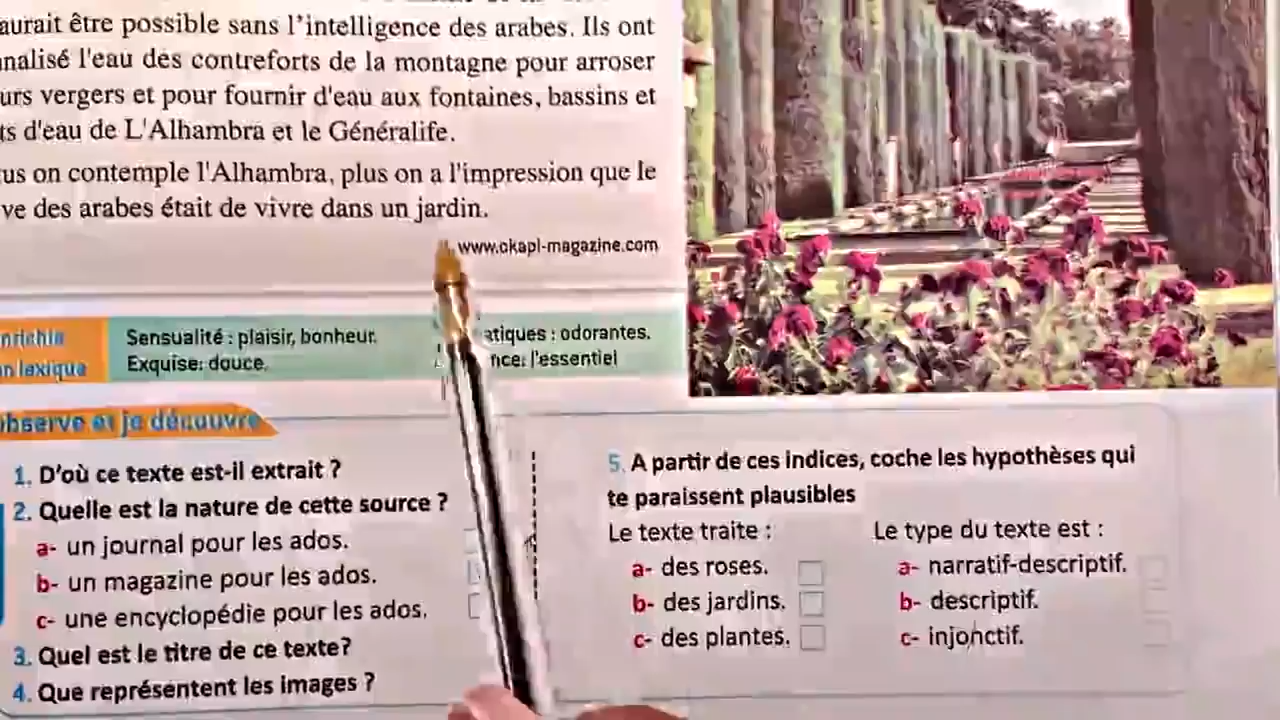 aurait être possible sans l'intelligence des arabes. Ils ont
nalisé l'eau des contreforts de la montagne pour arroser
urs vergers et pour fournir d'eau aux fontaines, bassins et
ts d'eau de L'Alhambra et le Généralife.
us on contemple l'Alhambra, plus on a l'impression que le
ve des arabes était de vivre dans un jardin.
www.okapi-magazine.com
nrichis
n lexique
Sensualité : plaisir, bonheur.
Exquise: douce.
atiques : odorantes.
nce: l'essentiel
observe et je découvre
1. D'où ce texte est-il extrait ?
2. Quelle est la nature de cette source ?
a- un journal pour les ados.
b- un magazine pour les ados.
c- une encyclopédie pour les ados.
3. Quel est le titre de ce texte?
4. Que représentent les images ?
5. A partir de ces indices, coche les hypothèses qui
te paraissent plausibles
Le texte traite :
a- des roses.
b- des jardins.
c- des plantes.
Le type du texte est :
a- narratif-descriptif.
b- descriptif.
c- injonctif.